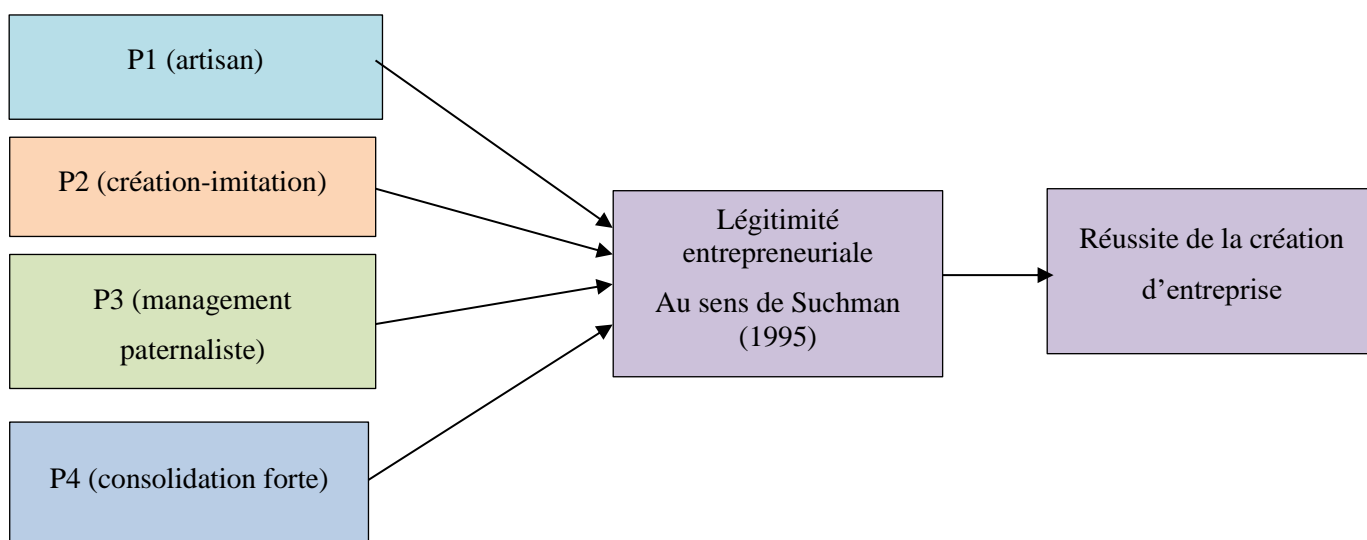 P1 (artisan)
P2 (création-imitation)
P3 (management
paternaliste)
P4 (consolidation forte)
Légitimité
entrepreneuriale
Au sens de Suchman
(1995)
Réussite de la création
d’entreprise